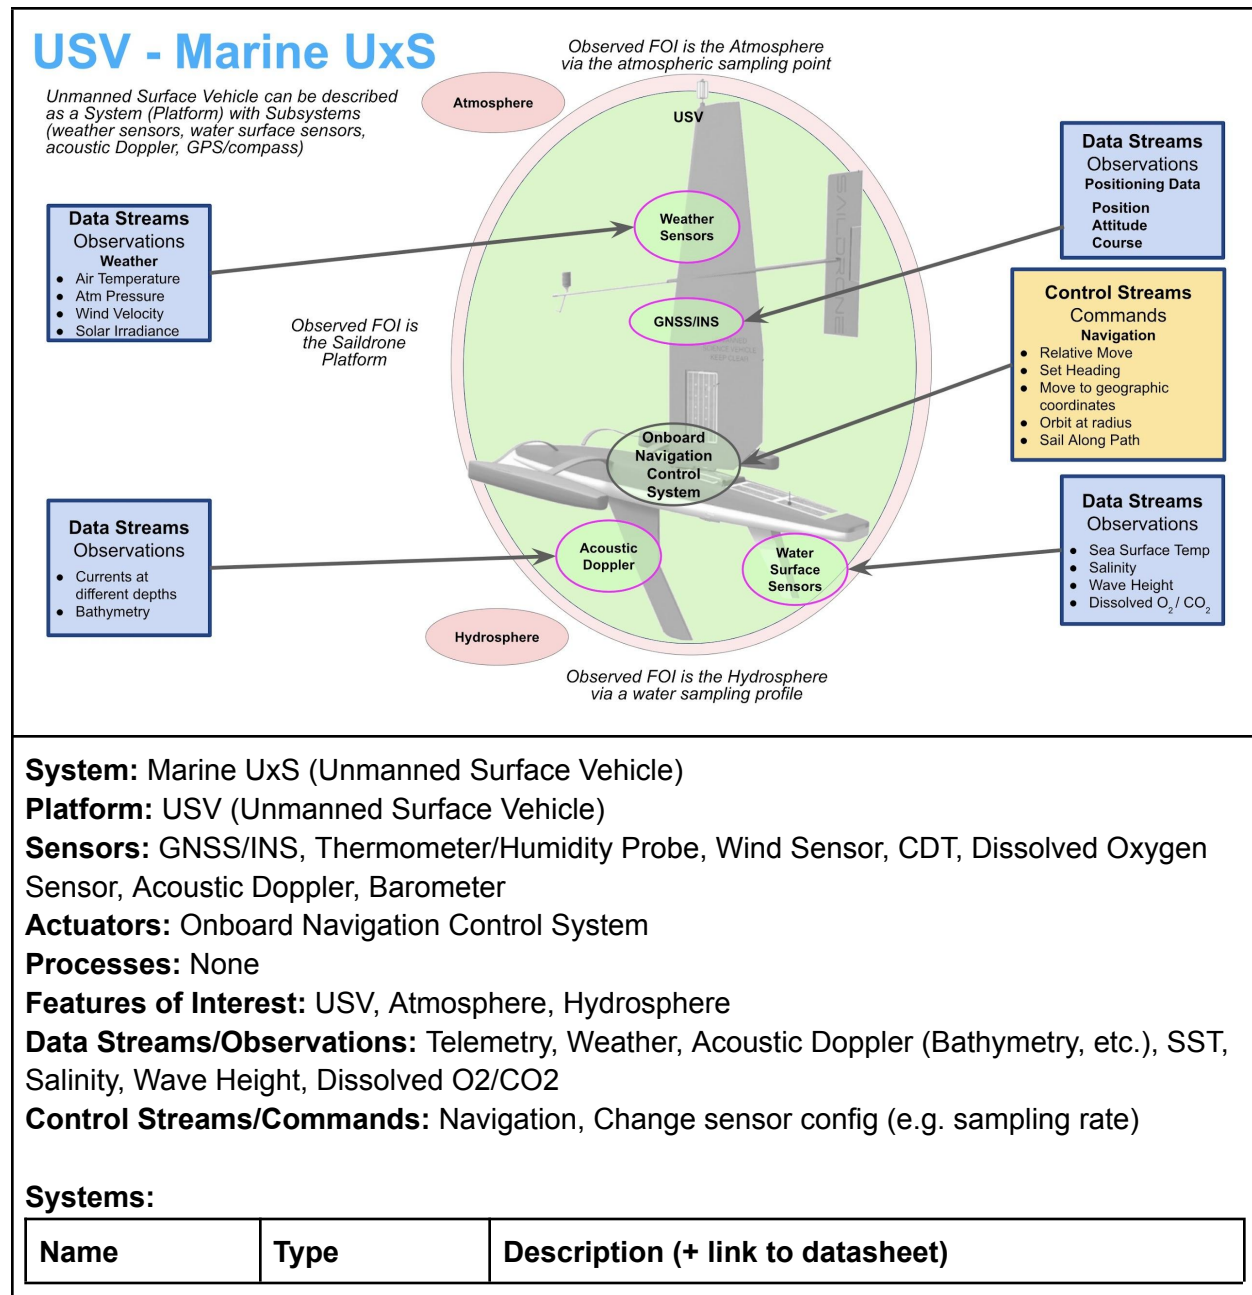 USV - Marine UxS
Unmanned Surface Vehicle can be described
as a System (Platform) with Subsystems
(weather sensors, water surface sensors,
acoustic Doppler, GPS/compass)
Observed FOI is the Atmosphere
via the atmospheric sampling point
Atmosphere
USV
Data Streams
Observations
Weather
● Air Temperature
● Atm Pressure
● Wind Velocity
● Solar Irradiance
Weather
Sensors
SAILDRONE
Data Streams
Observations
Positioning Data
Position
Attitude
Course
Observed FOI is
the Saildrone
Platform
GNSS/INS
SCIENCE VEHICLE
KEEP CLEAR
Control Streams
Commands
Navigation
● Relative Move
● Set Heading
● Move to geographic
coordinates
● Orbit at radius
● Sail Along Path
Onboard
Navigation
Control
System
Data Streams
Observations
● Currents at
different depths
● Bathymetry
Acoustic
Doppler
Water
Surface
Sensors
Data Streams
Observations
● Sea Surface Temp
● Salinity
● Wave Height
● Dissolved O₂ / CO₂
Hydrosphere
Observed FOI is the Hydrosphere
via a water sampling profile
System: Marine UxS (Unmanned Surface Vehicle)
Platform: USV (Unmanned Surface Vehicle)
Sensors: GNSS/INS, Thermometer/Humidity Probe, Wind Sensor, CDT, Dissolved Oxygen
Sensor, Acoustic Doppler, Barometer
Actuators: Onboard Navigation Control System
Processes: None
Features of Interest: USV, Atmosphere, Hydrosphere
Data Streams/Observations: Telemetry, Weather, Acoustic Doppler (Bathymetry, etc.), SST,
Salinity, Wave Height, Dissolved O2/CO2
Control Streams/Commands: Navigation, Change sensor config (e.g. sampling rate)
Systems:
Name Type Description (+ link to datasheet)